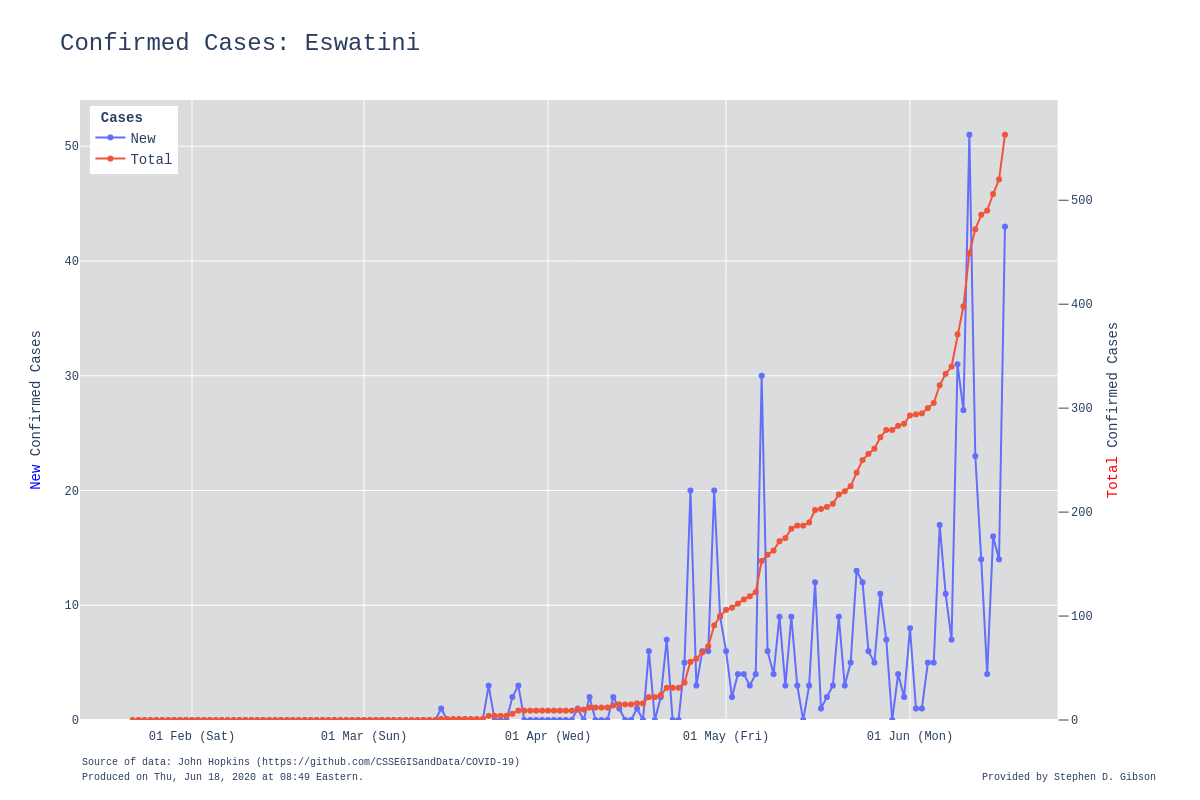 Confirmed Cases: Eswatini
Cases
New
Total
50
40
30
20
10
0
500
400
300
200
100
0
New Confirmed Cases
Total Confirmed Cases
01 Feb (Sat)
01 Mar (Sun)
01 Apr (Wed)
01 May (Fri)
01 Jun (Mon)
Source of data: John Hopkins (https://github.com/CSSEGISandData/COVID-19)
Produced on Thu, Jun 18, 2020 at 08:49 Eastern.
Provided by Stephen D. Gibson